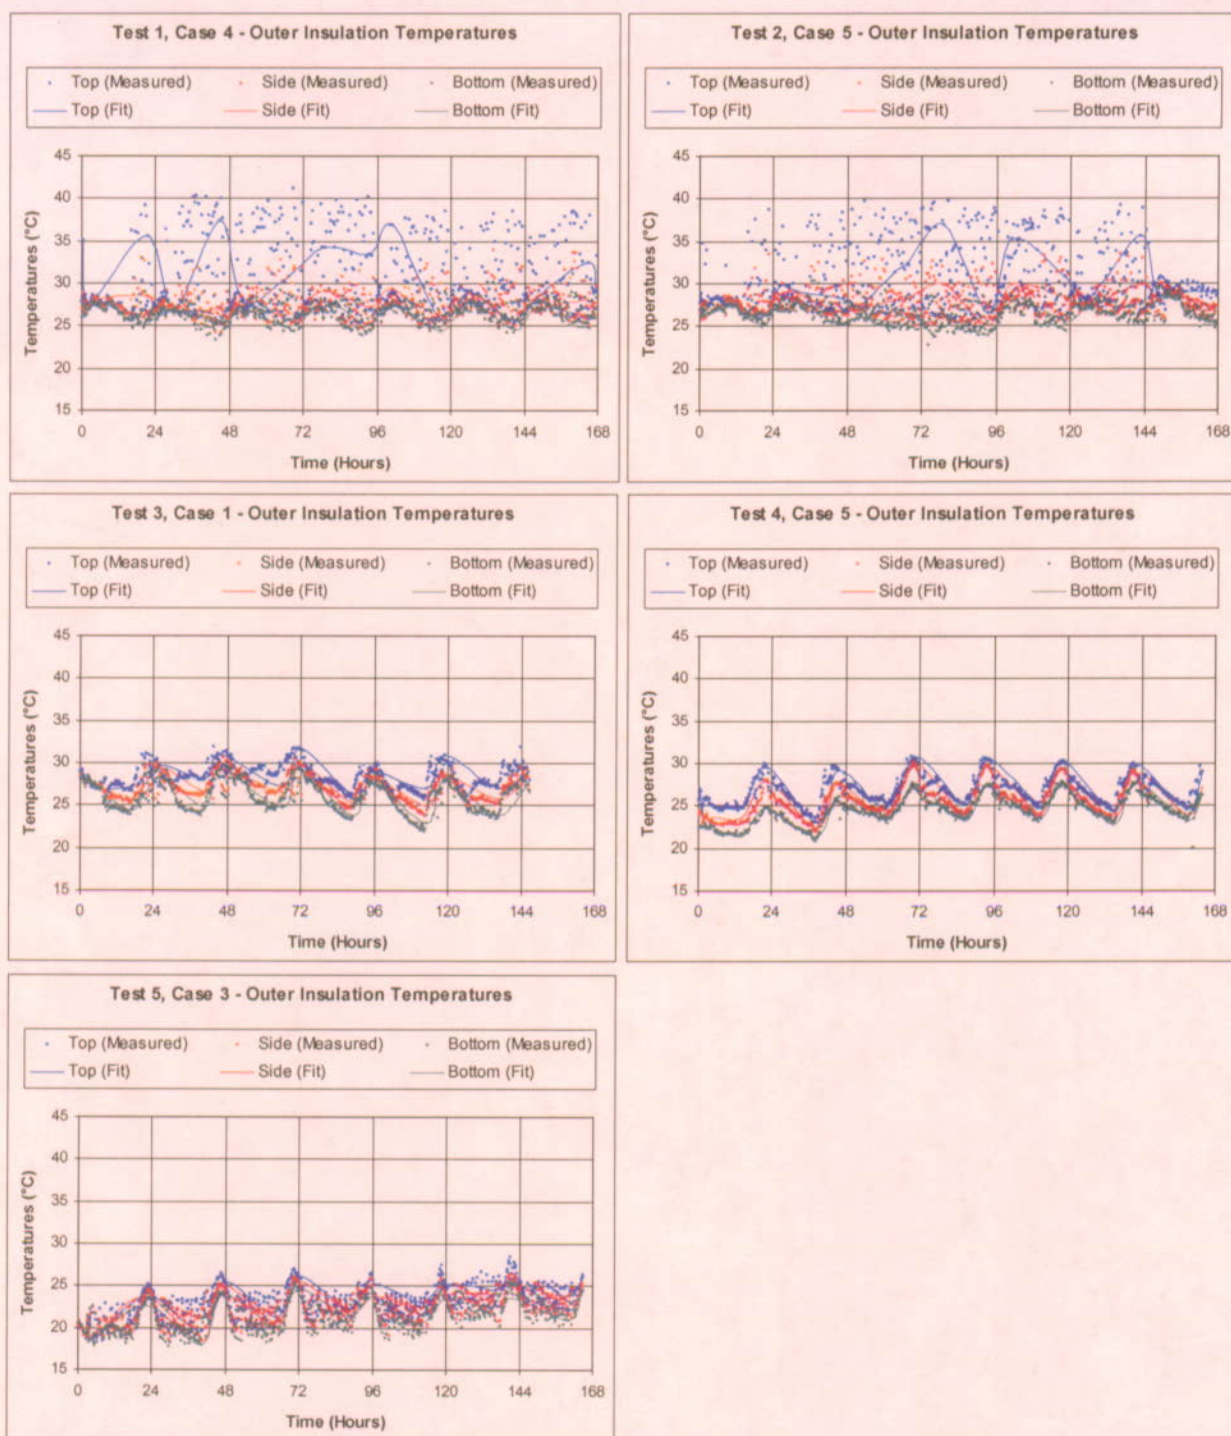 Test 1, Case 4 - Outer Insulation Temperatures
Top (Measured) Side (Measured) Bottom (Measured)
Top (Fit) Side (Fit) Bottom (Fit)
Temperatures (°C)
45
40
35
30
25
20
15
0 24 48 72 96 120 144 168
Time (Hours)
Test 2, Case 5 - Outer Insulation Temperatures
Top (Measured) Side (Measured) Bottom (Measured)
Top (Fit) Side (Fit) Bottom (Fit)
Temperatures (°C)
45
40
35
30
25
20
15
0 24 48 72 96 120 144 168
Time (Hours)
Test 3, Case 1 - Outer Insulation Temperatures
Top (Measured) Side (Measured) Bottom (Measured)
Top (Fit) Side (Fit) Bottom (Fit)
Temperatures (°C)
45
40
35
30
25
20
15
0 24 48 72 96 120 144 168
Time (Hours)
Test 4, Case 5 - Outer Insulation Temperatures
Top (Measured) Side (Measured) Bottom (Measured)
Top (Fit) Side (Fit) Bottom (Fit)
Temperatures (°C)
45
40
35
30
25
20
15
0 24 48 72 96 120 144 168
Time (Hours)
Test 5, Case 3 - Outer Insulation Temperatures
Top (Measured) Side (Measured) Bottom (Measured)
Top (Fit) Side (Fit) Bottom (Fit)
Temperatures (°C)
45
40
35
30
25
20
15
0 24 48 72 96 120 144 168
Time (Hours)